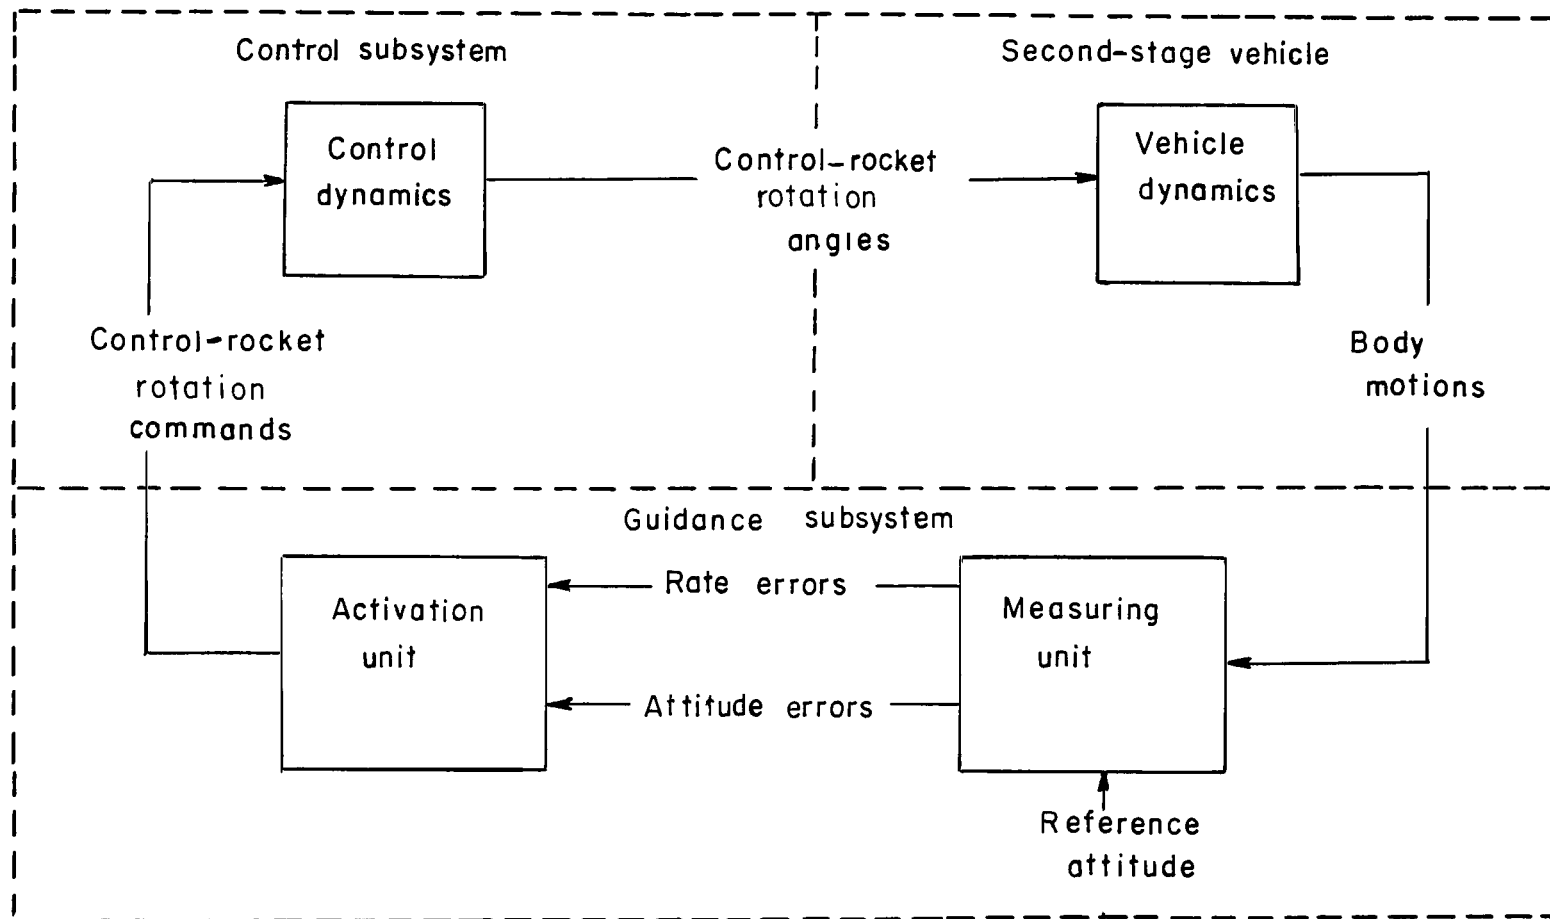 Control subsystem
Second-stage vehicle
Control
dynamics
Control-rocket
rotation
angles
Vehicle
dynamics
Control-rocket
rotation
commands
Body
motions
Guidance subsystem
Activation
unit
Rate errors
Attitude errors
Measuring
unit
Reference
attitude